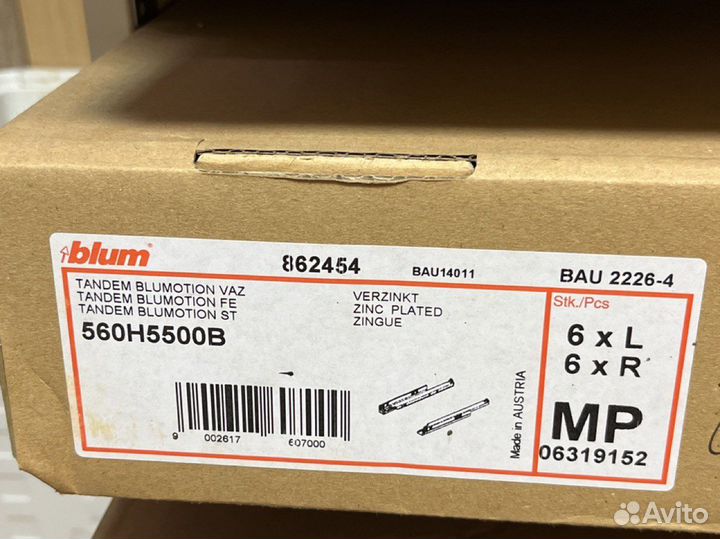 blum
862454
BAU14011
BAU 2226-4
TANDEM BLUMOTION VAZ
TANDEM BLUMOTION FE
TANDEM BLUMOTION ST
560H5500B
VERZINKT
ZINC PLATED
ZINGUE
Stk./Pcs
6 x L
6 x R
Made in AUSTRIA
MP
06319152
9 002617 607000
Avito